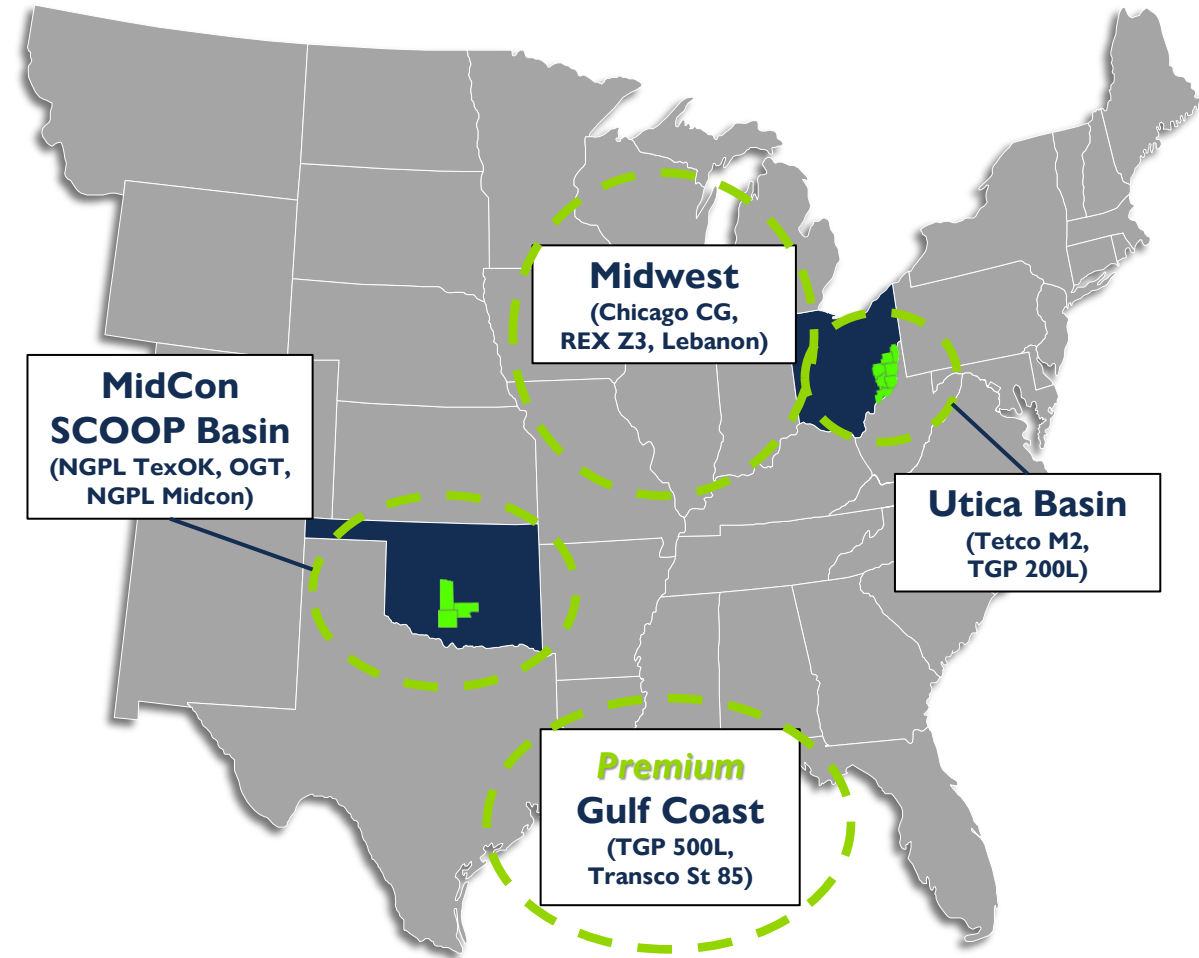 Midwest
(Chicago CG,
REX Z3, Lebanon)
MidCon
SCOOP Basin
(NGPL TexOK, OGT,
NGPL Midcon)
Utica Basin
(Tetco M2,
TGP 200L)
Premium
Gulf Coast
(TGP 500L,
Transco St 85)